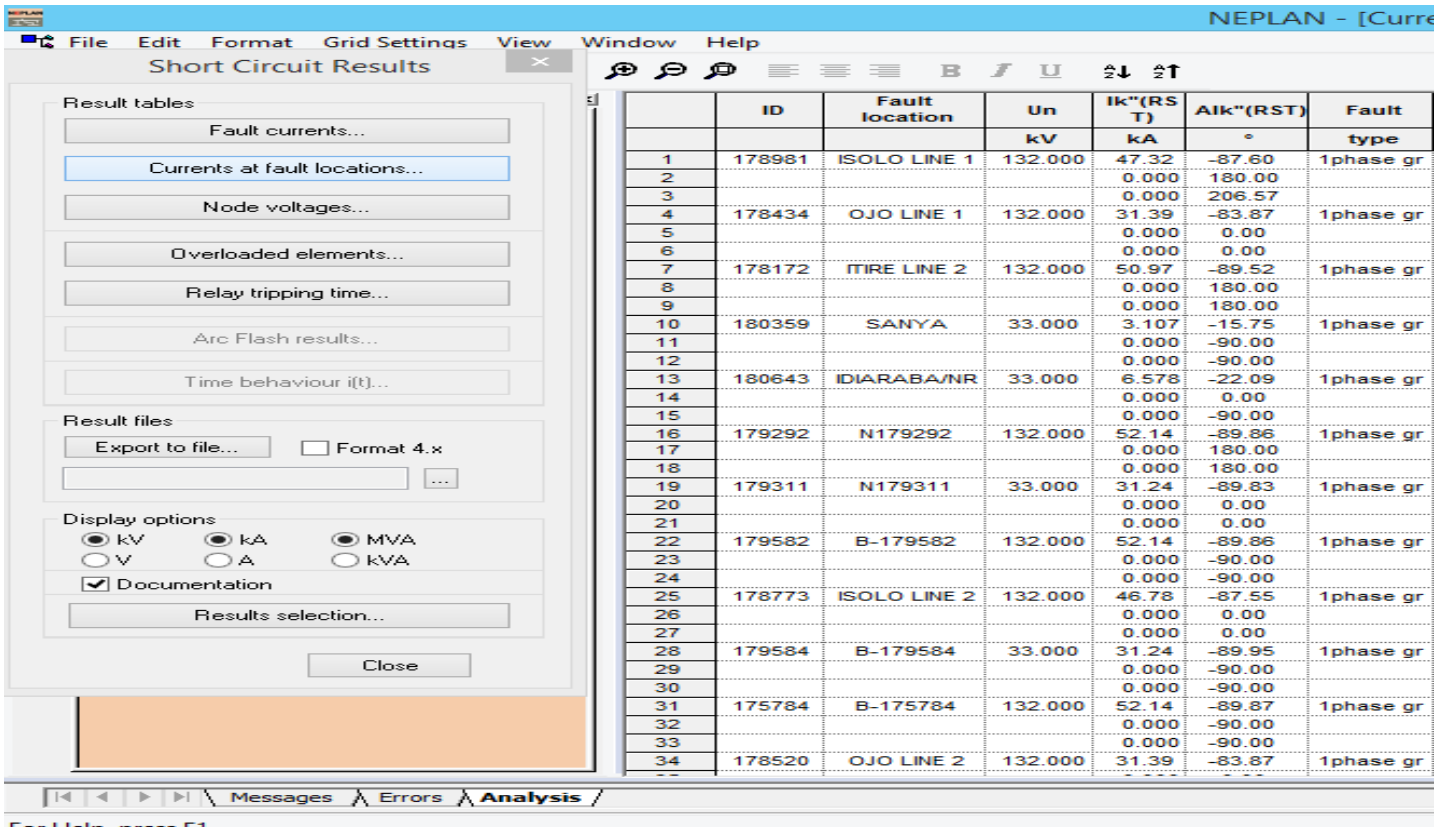 NEPLAN
NEPLAN - [Curre
File Edit Format Grid Settings View Window Help
Short Circuit Results
Result tables
Fault currents...
Currents at fault locations...
Node voltages...
Overloaded elements...
Relay tripping time...
Arc Flash results...
Time behaviour i(t)...
Result files
Export to file... Format 4.x
...
Display options
kV kA MVA
V A kVA
Documentation
Results selection...
Close
B I U
ID Fault location Un Ik"(RST) AIk"(RST) Fault
kV kA ° type
1 178981 ISOLO LINE 1 132.000 47.32 -87.60 1phase gr
2 0.000 180.00
3 0.000 206.57
4 178434 OJO LINE 1 132.000 31.39 -83.87 1phase gr
5 0.000 0.00
6 0.000 0.00
7 178172 ITIRE LINE 2 132.000 50.97 -89.52 1phase gr
8 0.000 180.00
9 0.000 180.00
10 180359 SANYA 33.000 3.107 -15.75 1phase gr
11 0.000 -90.00
12 0.000 -90.00
13 180643 IDIARABA/NR 33.000 6.578 -22.09 1phase gr
14 0.000 0.00
15 0.000 -90.00
16 179292 N179292 132.000 52.14 -89.86 1phase gr
17 0.000 180.00
18 0.000 180.00
19 179311 N179311 33.000 31.24 -89.83 1phase gr
20 0.000 0.00
21 0.000 0.00
22 179582 B-179582 132.000 52.14 -89.86 1phase gr
23 0.000 -90.00
24 0.000 -90.00
25 178773 ISOLO LINE 2 132.000 46.78 -87.55 1phase gr
26 0.000 0.00
27 0.000 0.00
28 179584 B-179584 33.000 31.24 -89.95 1phase gr
29 0.000 -90.00
30 0.000 -90.00
31 175784 B-175784 132.000 52.14 -89.87 1phase gr
32 0.000 -90.00
33 0.000 -90.00
34 178520 OJO LINE 2 132.000 31.39 -83.87 1phase gr
Messages Errors Analysis
For Help, press F1